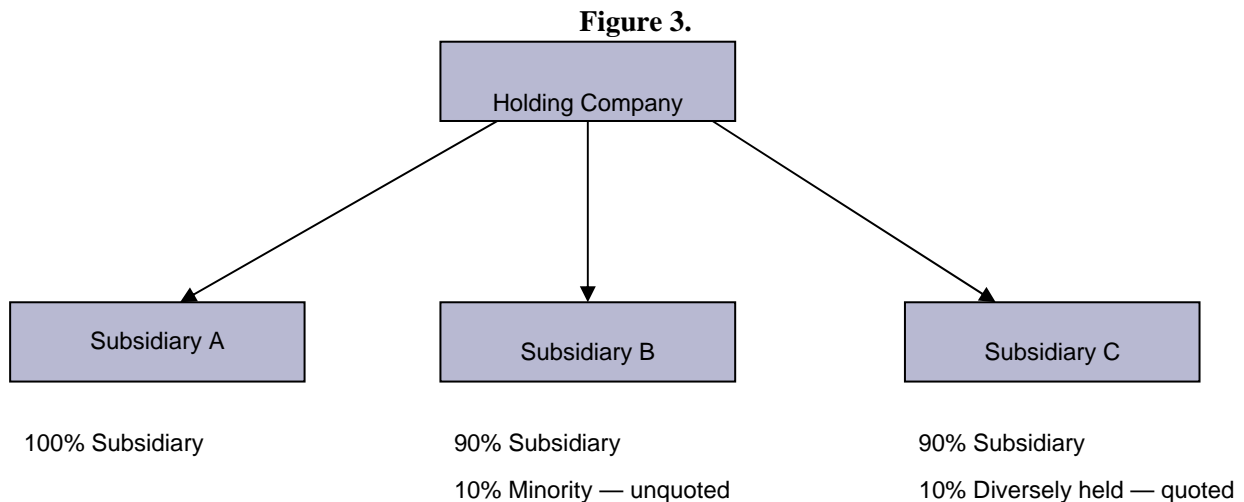 Figure 3.
Holding Company
Subsidiary A
Subsidiary B
Subsidiary C
100% Subsidiary
90% Subsidiary
90% Subsidiary
10% Minority — unquoted
10% Diversely held — quoted